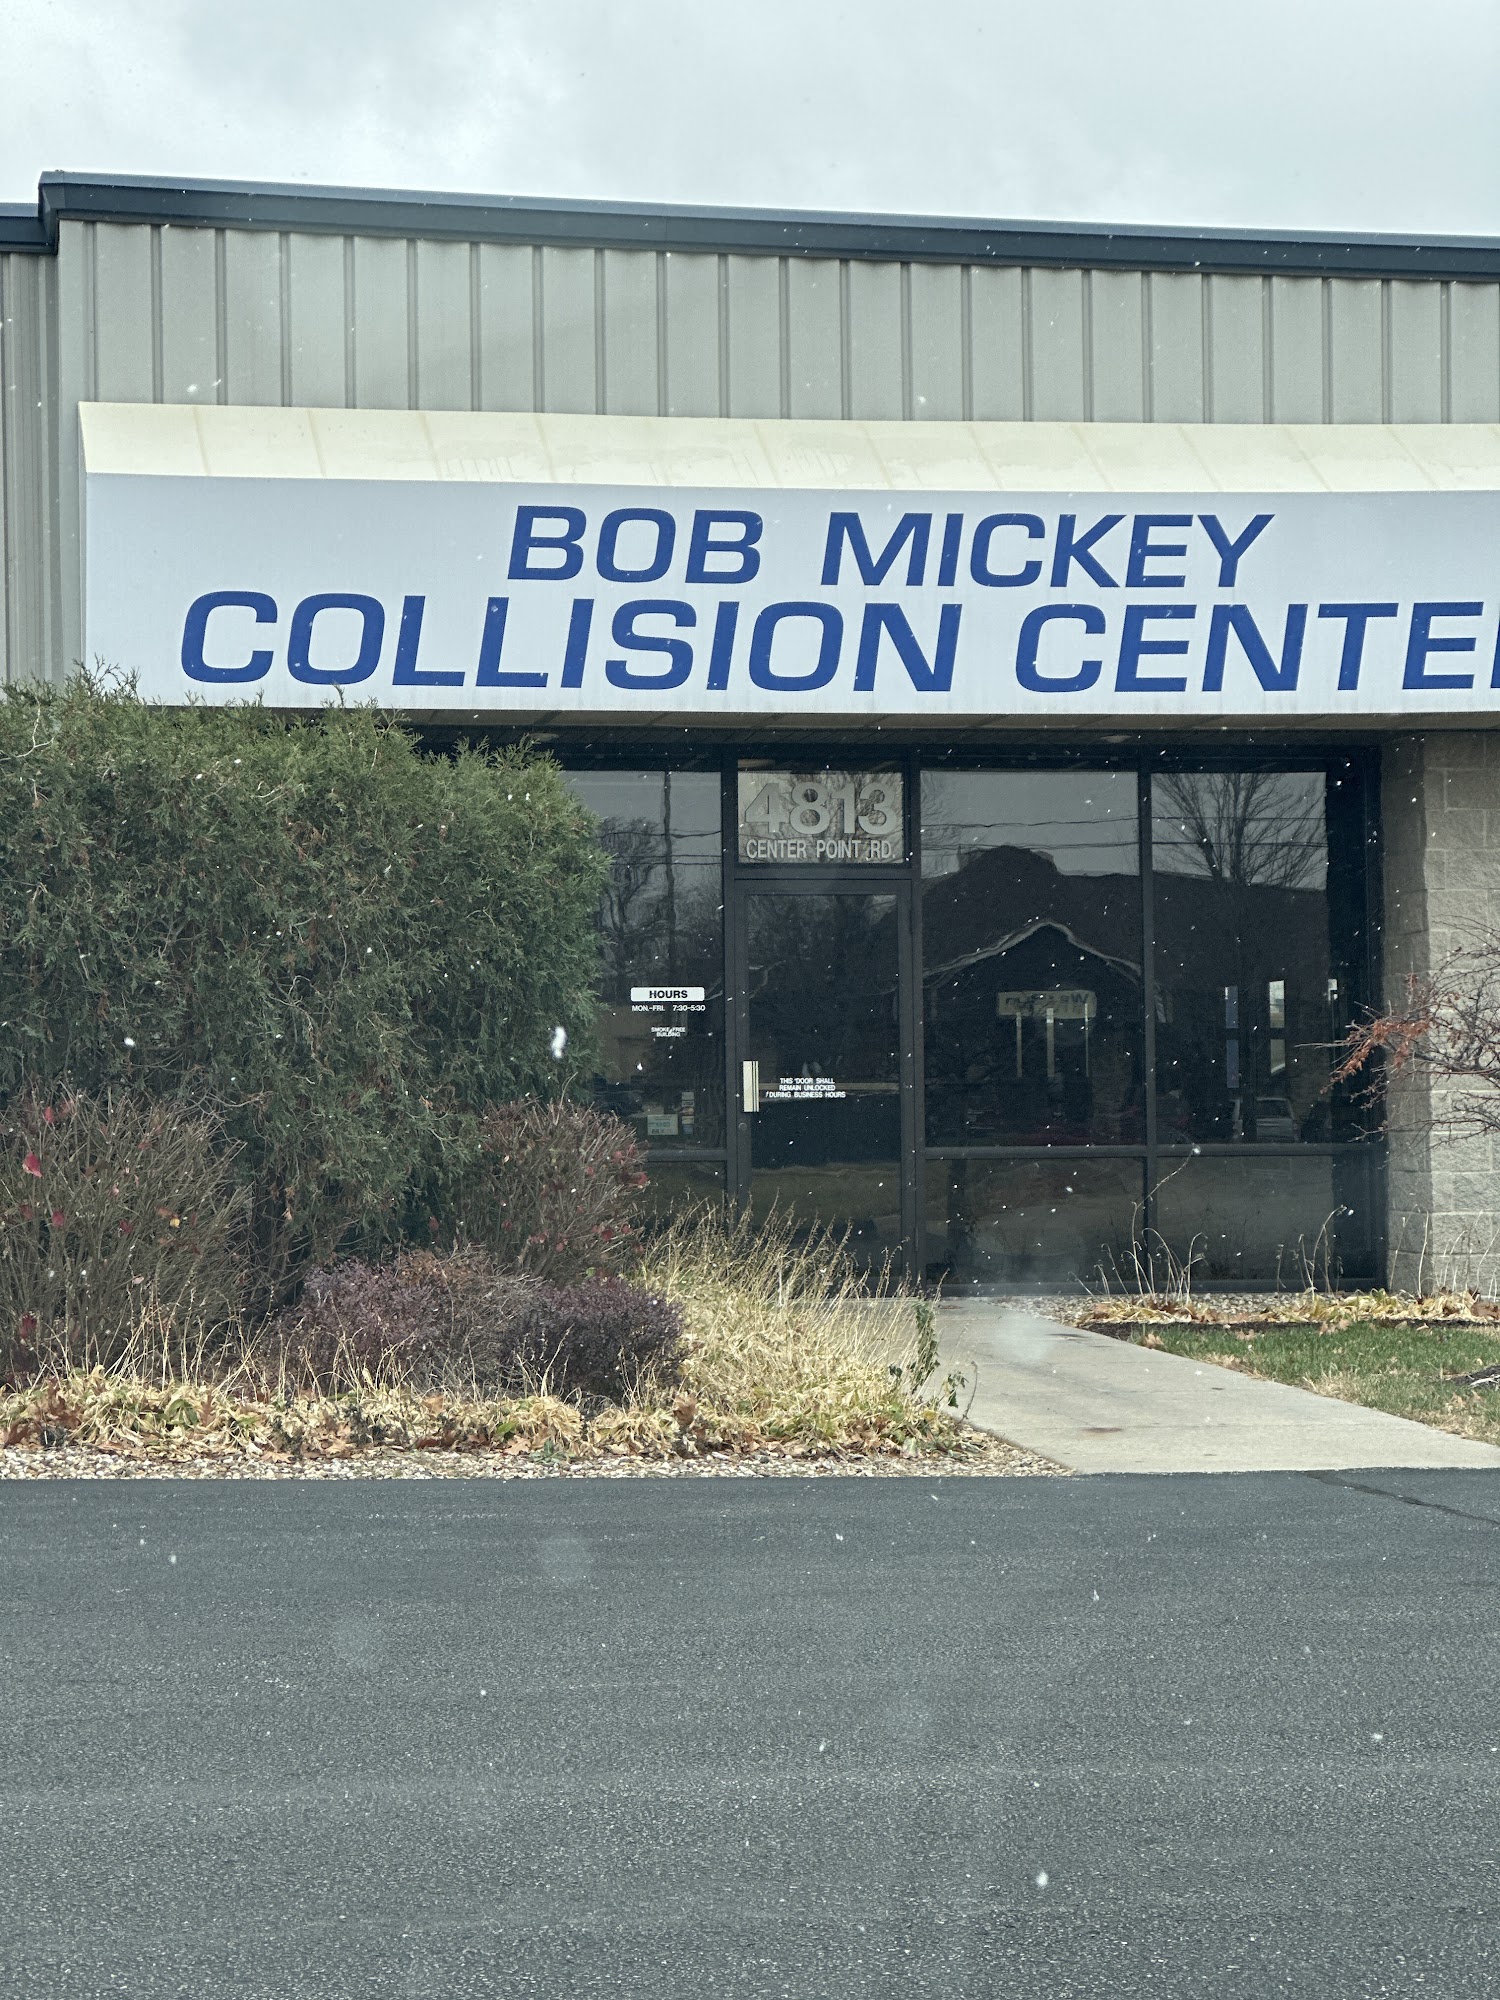 BOB MICKEY
COLLISION CENTE
4813
CENTER POINT RD.
HOURS
MON.-FRI. 7:30-5:30
SMOKE FREE
BUILDING
THIS DOOR SHALL
REMAIN UNLOCKED
DURING BUSINESS HOURS